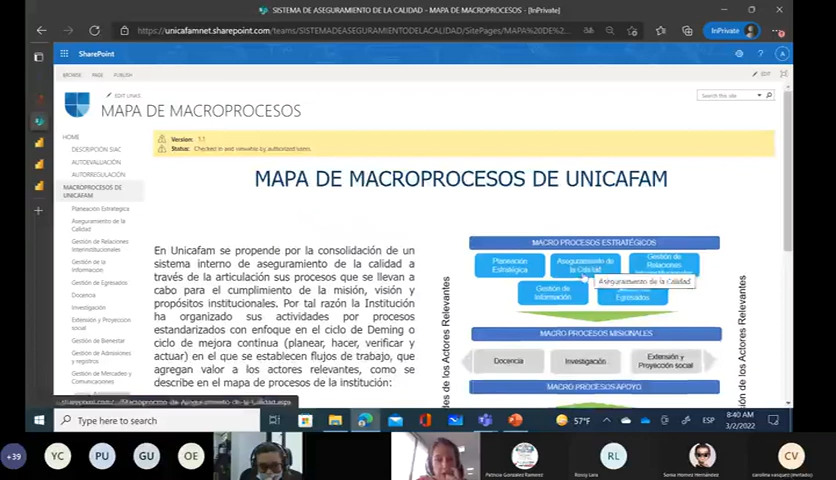 SISTEMA DE ASEGURAMIENTO DE LA CALIDAD - MAPA DE MACROPROCESOS - [InPrivate]
https://unicafamnet.sharepoint.com/teams/SISTEMADEASEGURAMIENTODELACALIDAD/SitePages/MAPA%20DE%2...
InPrivate
SharePoint
?
A
BROWSE PAGE PUBLISH
EDIT
EDIT LINKS
MAPA DE MACROPROCESOS
Search this site
HOME
DESCRIPCIÓN SIAC
AUTOEVALUACIÓN
AUTORREGULACIÓN
MACROPROCESOS DE
UNICAFAM
Planeación Estratégica
Aseguramiento de la
Calidad
Gestión de Relaciones
Interinstitucionales
Gestión de la
Información
Gestión de Egresados
Docencia
Investigación
Extensión y Proyección
social
Gestión de Bienestar
Gestión de Admisiones
y registros
Gestión de Mercadeo y
Comunicaciones
Version: 1.1
Status: Checked in and viewable by authorized users.
MAPA DE MACROPROCESOS DE UNICAFAM
En Unicafam se propende por la consolidación de un
sistema interno de aseguramiento de la calidad a
través de la articulación sus procesos que se llevan a
cabo para el cumplimiento de la misión, visión y
propósitos institucionales. Por tal razón la Institución
ha organizado sus actividades por procesos
estandarizados con enfoque en el ciclo de Deming o
ciclo de mejora continua (planear, hacer, verificar y
actuar) en el que se establecen flujos de trabajo, que
agregan valor a los actores relevantes, como se
describe en el mapa de procesos de la institución:
des de los Actores Relevantes
MACRO PROCESOS ESTRATÉGICOS
Planeación
Estratégica
Aseguramiento de
la Calidad
Gestión de
Relaciones
Aseguramiento de la Calidad
Gestión de
Información
Egresados
MACRO PROCESOS MISIONALES
Docencia
Investigación
Extensión y
Proyección social
MACRO PROCESOS APOYO
de los Actores Relevantes
Type here to search
57°F
ESP
8:40 AM
3/2/2022
+39
YC
PU
GU
OE
Patricia González Ramirez
RL
Rossy Lara
Sonia Homez Hernández
CV
carolina vasquez (Invitado)